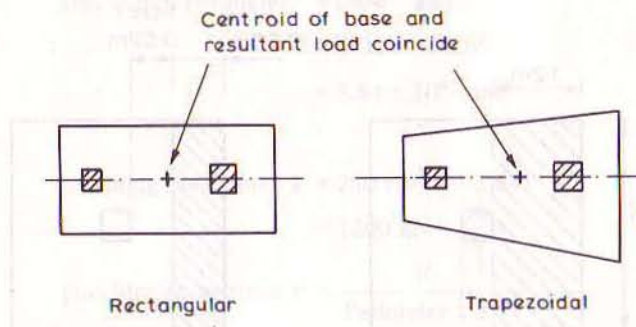 Centroid of base and
resultant load coincide
Rectangular
Trapezoidal